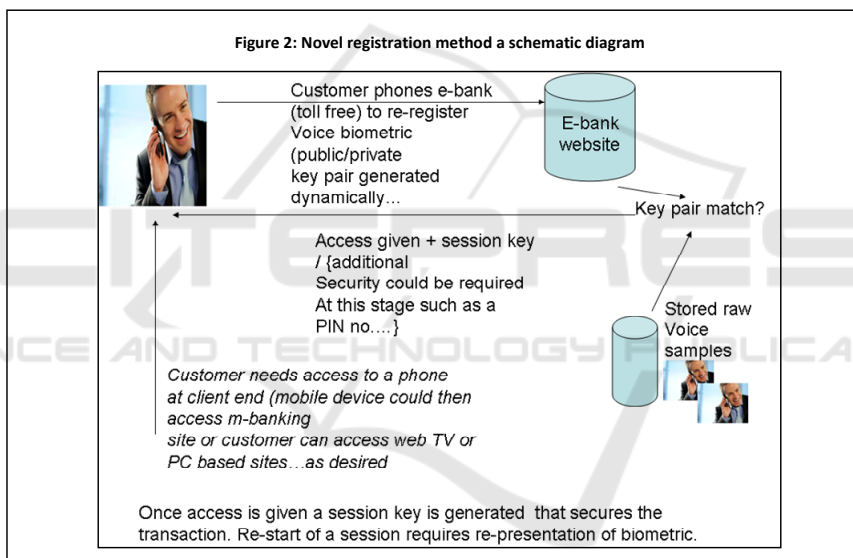 Figure 2: Novel registration method a schematic diagram
Customer phones e-bank
(toll free) to re-register
Voice biometric
(public/private
key pair generated
dynamically…
E-bank
website
Key pair match?
Access given + session key
/ {additional
Security could be required
At this stage such as a
PIN no….}
Stored raw
Voice
samples
Customer needs access to a phone
at client end (mobile device could then
access m-banking
site or customer can access web TV or
PC based sites…as desired
Once access is given a session key is generated  that secures the
transaction. Re-start of a session requires re-presentation of biometric.
CITEPRES
NCE AND TECHNOLOGY PUBLICA